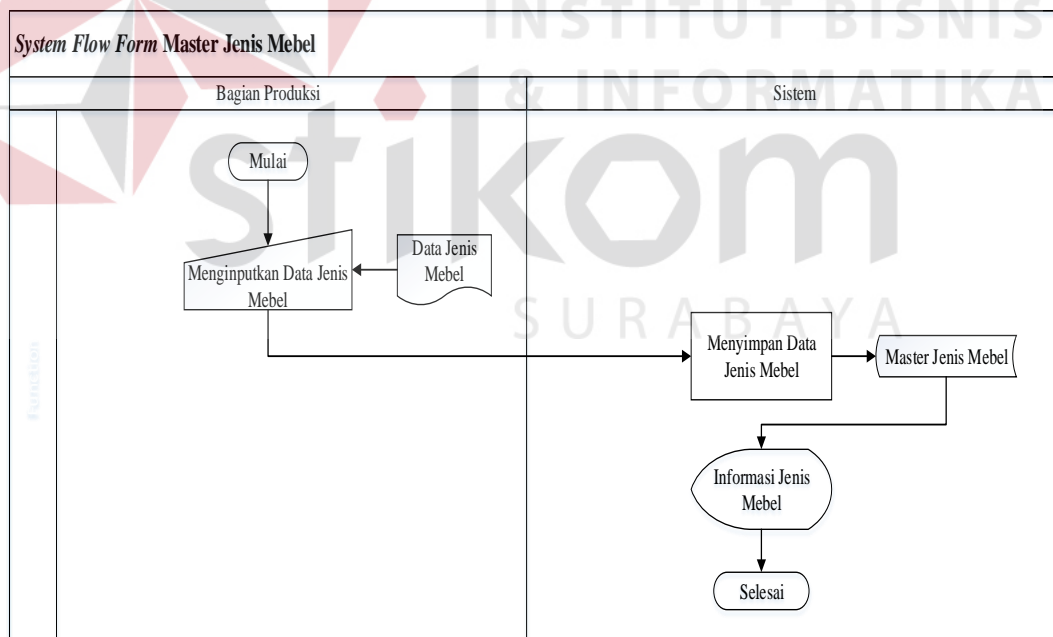 INSTITUT BISNIS
& INFORMATIKA
stikom
SURABAYA
System Flow Form Master Jenis Mebel
Bagian Produksi
Sistem
Mulai
Menginputkan Data Jenis
Mebel
Data Jenis
Mebel
Menyimpan Data
Jenis Mebel
Master Jenis Mebel
Informasi Jenis
Mebel
Selesai
Function